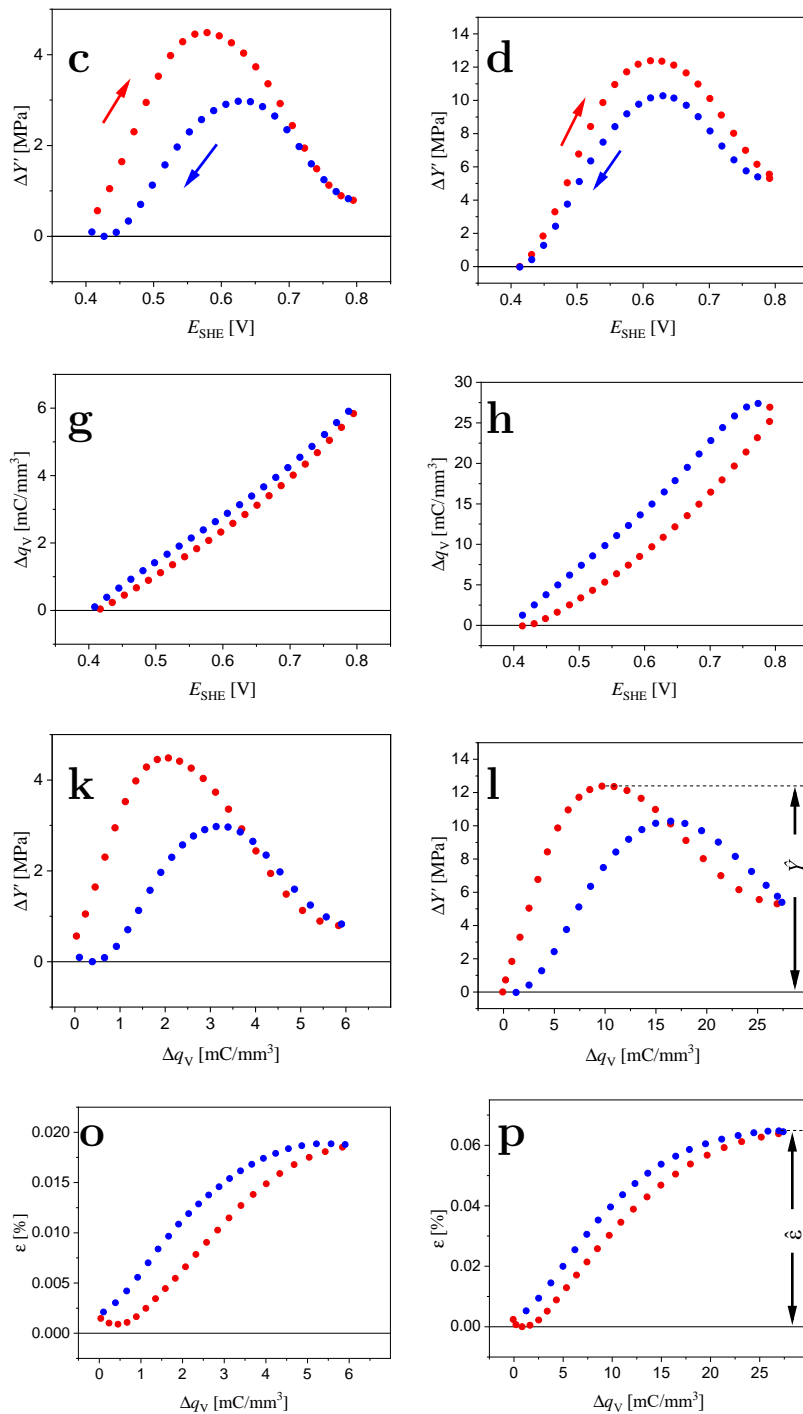 c
4
2
0
ΔY′ [MPa]
0.4 0.5 0.6 0.7 0.8
E_SHE [V]
d
14
12
10
8
6
4
2
0
ΔY′ [MPa]
0.4 0.5 0.6 0.7 0.8
E_SHE [V]
g
6
4
2
0
Δq_V [mC/mm³]
0.4 0.5 0.6 0.7 0.8
E_SHE [V]
h
30
25
20
15
10
5
0
Δq_V [mC/mm³]
0.4 0.5 0.6 0.7 0.8
E_SHE [V]
k
4
2
0
ΔY′ [MPa]
0 1 2 3 4 5 6
Δq_V [mC/mm³]
l
14
12
10
8
6
4
2
0
ΔY′ [MPa]
Ŷ
0 5 10 15 20 25
Δq_V [mC/mm³]
o
0.020
0.015
0.010
0.005
0.000
ε [%]
0 1 2 3 4 5 6
Δq_V [mC/mm³]
p
0.06
0.04
0.02
0.00
ε [%]
ε̂
0 5 10 15 20 25
Δq_V [mC/mm³]